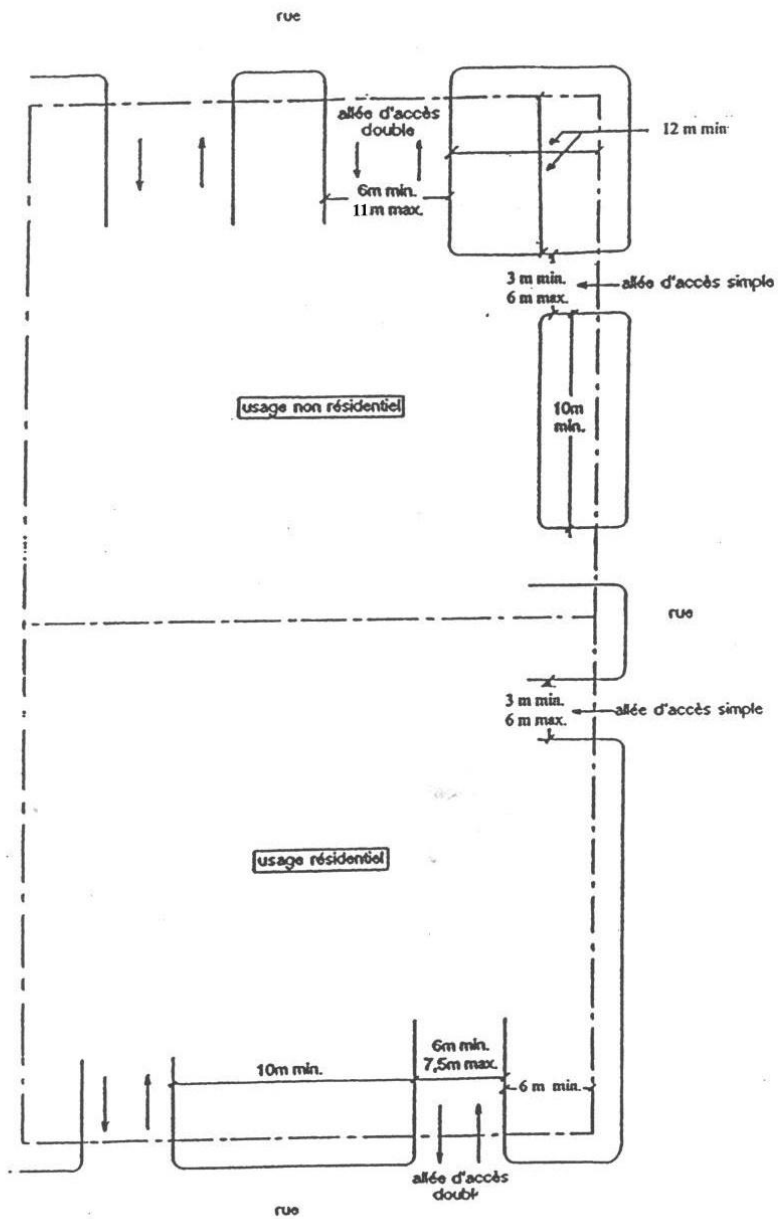 rue
allée d'accès
double
12 m min
6m min.
11m max.
3 m min.
6 m max.
allée d'accès simple
usage non résidentiel
10m
min.
rue
3 m min.
6 m max.
allée d'accès simple
usage résidentiel
6m min.
7,5m max.
10m min.
6 m min.
allée d'accès
doubl
rue